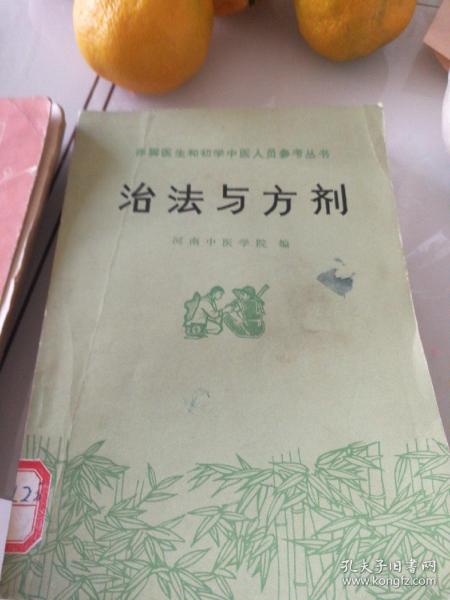 赤脚医生和初学中医人员参考丛书
治法与方剂
河南中医学院 编
22
孔夫子旧书网
www.kongfz.com